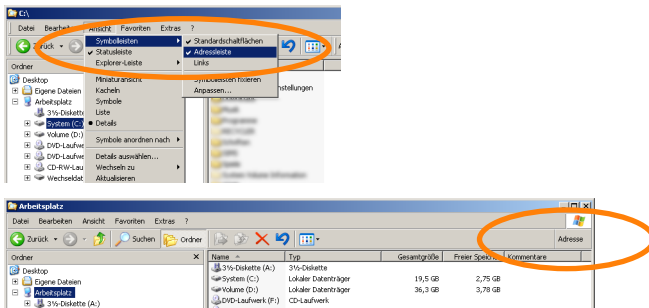 C:\
Datei Bearbeiten Ansicht Favoriten Extras ?
Zurück
Symbolleisten
Statusleiste
Explorer-Leiste
Miniaturansicht
Kacheln
Symbole
Liste
Details
Symbole anordnen nach
Details auswählen...
Wechseln zu
Aktualisieren
Standardschaltflächen
Adressleiste
Links
Symbolleisten fixieren
Anpassen...
Ordner
Desktop
Eigene Dateien
Arbeitsplatz
3½-Diskette
System (C:)
Volume (D:)
DVD-Laufwe
DVD-Laufwe
CD-RW-Lau
Wechseldat
nstellungen
Arbeitsplatz
Datei Bearbeiten Ansicht Favoriten Extras ?
Zurück Suchen Ordner Adresse
Ordner x Name Typ Gesamtgröße Freier Speicher Kommentare
Desktop
Eigene Dateien
Arbeitsplatz
3½-Diskette (A:)
3½-Diskette (A:) 3½-Diskette
System (C:) Lokaler Datenträger 19,5 GB 2,75 GB
Volume (D:) Lokaler Datenträger 36,3 GB 3,78 GB
DVD-Laufwerk (F:) CD-Laufwerk